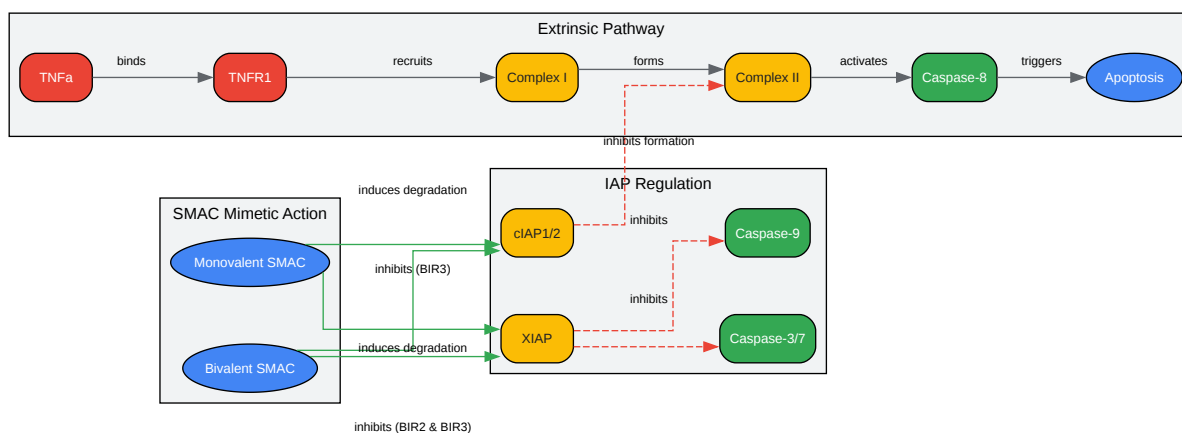 Extrinsic Pathway
TNFa
binds
TNFR1
recruits
Complex I
forms
Complex II
activates
Caspase-8
triggers
Apoptosis
inhibits formation
SMAC Mimetic Action
Monovalent SMAC
Bivalent SMAC
induces degradation
inhibits (BIR3)
induces degradation
inhibits (BIR2 & BIR3)
IAP Regulation
cIAP1/2
XIAP
inhibits
Caspase-9
inhibits
Caspase-3/7